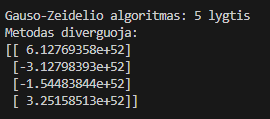 Gauso-Zeidelio algoritmas: 5 lygtis
Metodas diverguoja:
[[ 6.12769358e+52]
 [-3.12798393e+52]
 [-1.54483844e+52]
 [ 3.25158513e+52]]